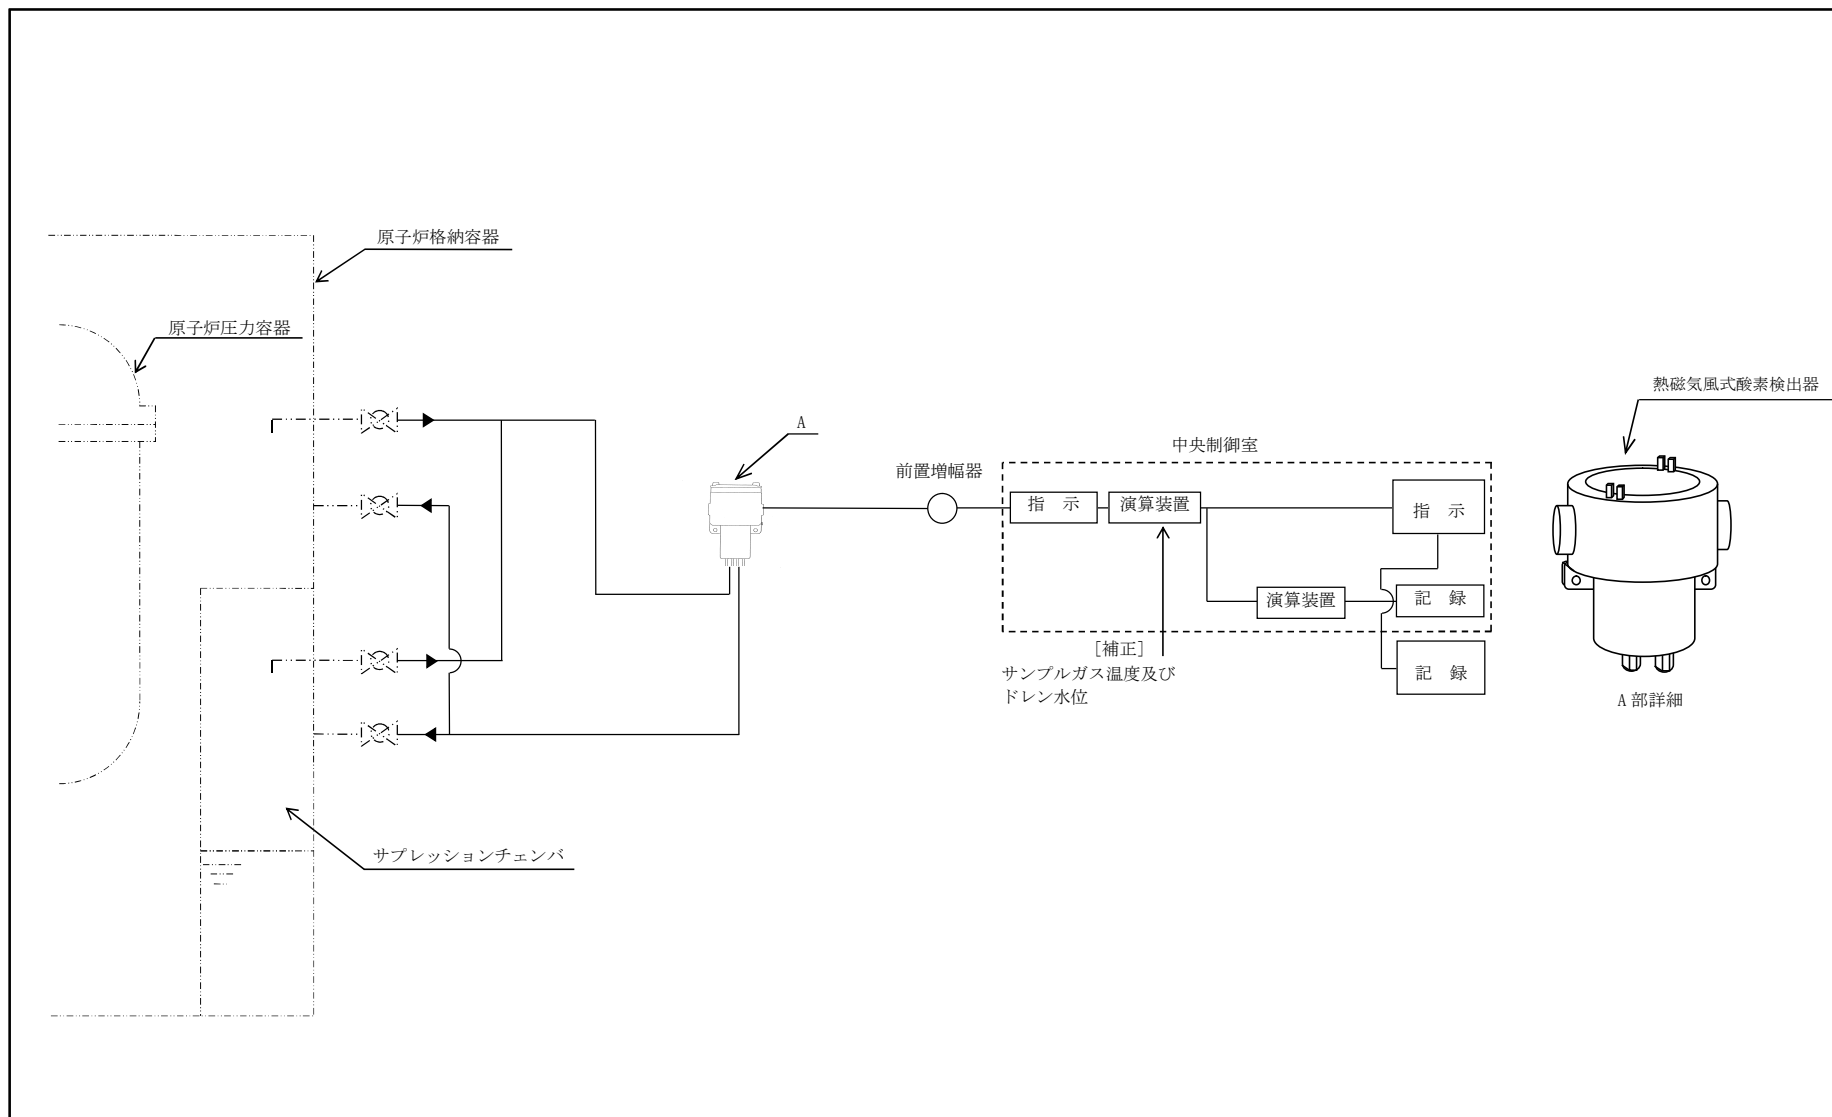 原子炉格納容器
原子炉圧力容器
サプレッションチェンバ
A
前置増幅器
中央制御室
指　示
演算装置
指　示
演算装置
記　録
記　録
[補正]
サンプルガス温度及び
ドレン水位
熱磁気風式酸素検出器
A 部詳細